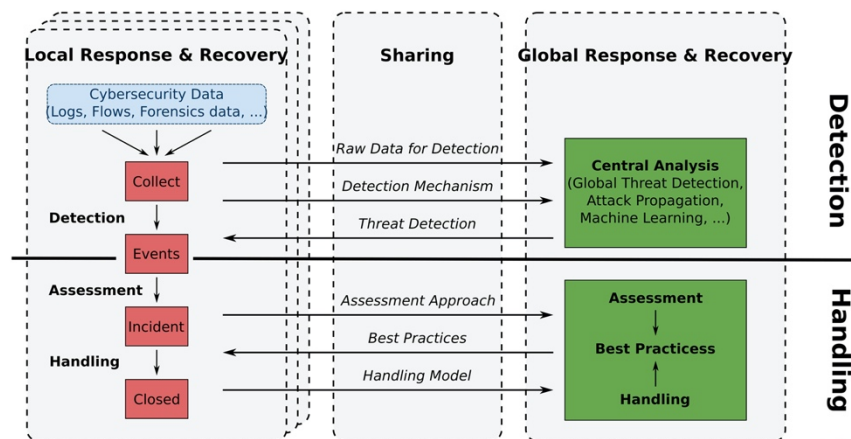 Local Response & Recovery
Sharing
Global Response & Recovery
Cybersecurity Data
(Logs, Flows, Forensics data, ...)
Collect
Detection
Events
Assessment
Incident
Handling
Closed
Raw Data for Detection
Detection Mechanism
Threat Detection
Assessment Approach
Best Practices
Handling Model
Central Analysis
(Global Threat Detection,
Attack Propagation,
Machine Learning, ...)
Assessment
Best Practicess
Handling
Detection
Handling